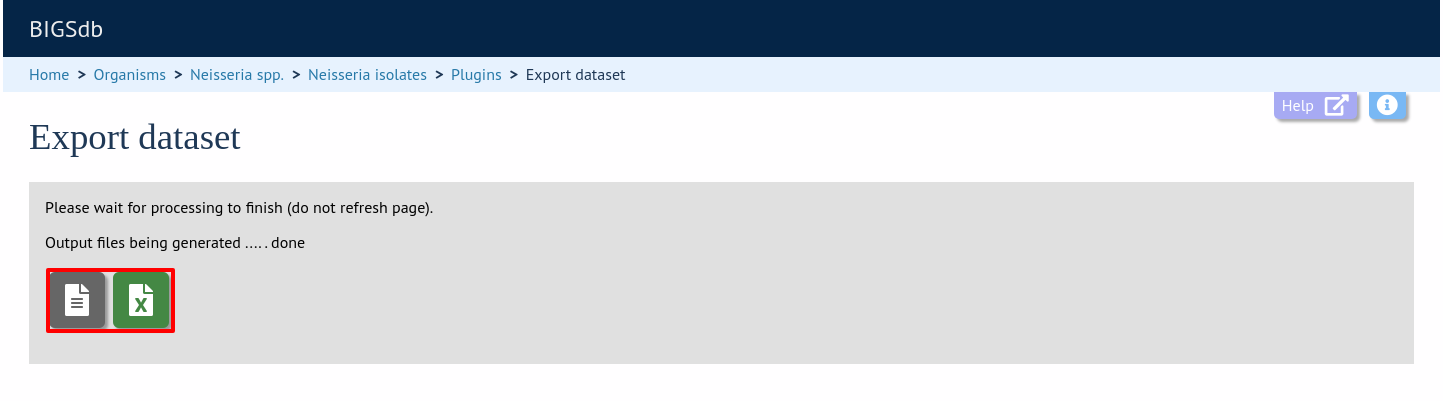 BIGSdb
Home > Organisms > Neisseria spp. > Neisseria isolates > Plugins > Export dataset
Help
Export dataset
Please wait for processing to finish (do not refresh page).
Output files being generated ..... done